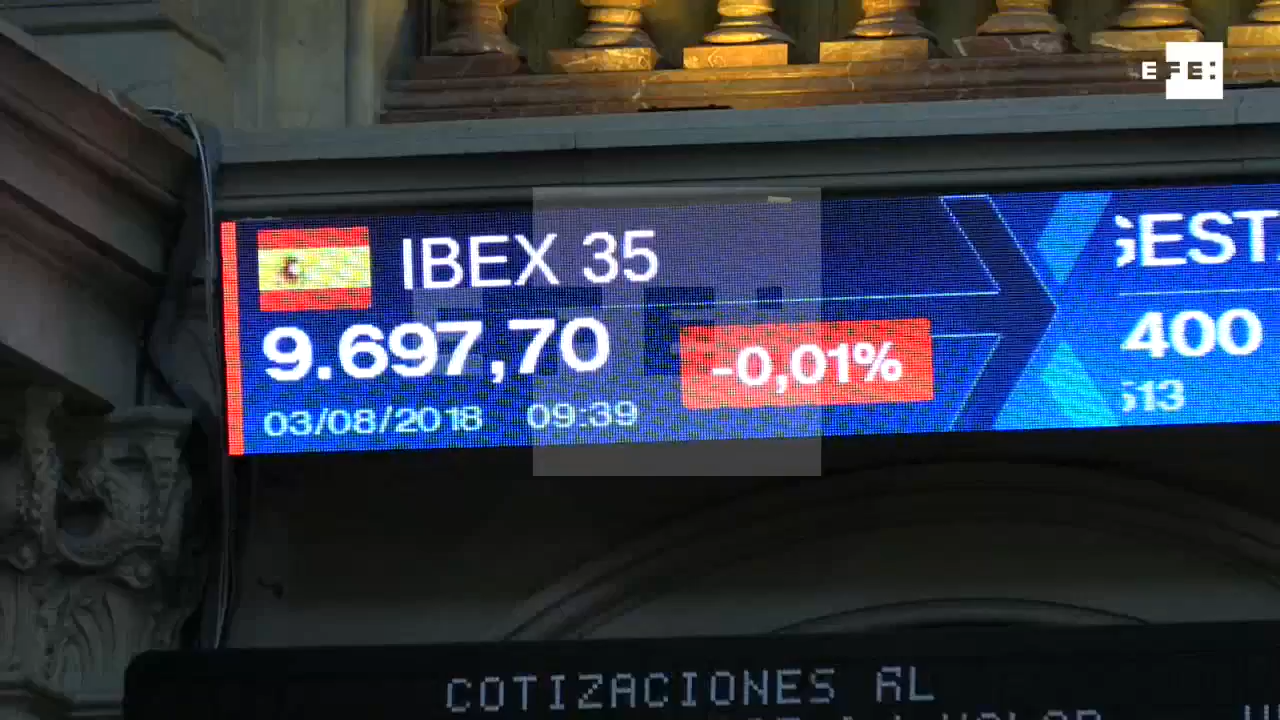 EFE:
IBEX 35
9.697,70
-0,01%
03/08/2018 09:39
400
COTIZACIONES AL